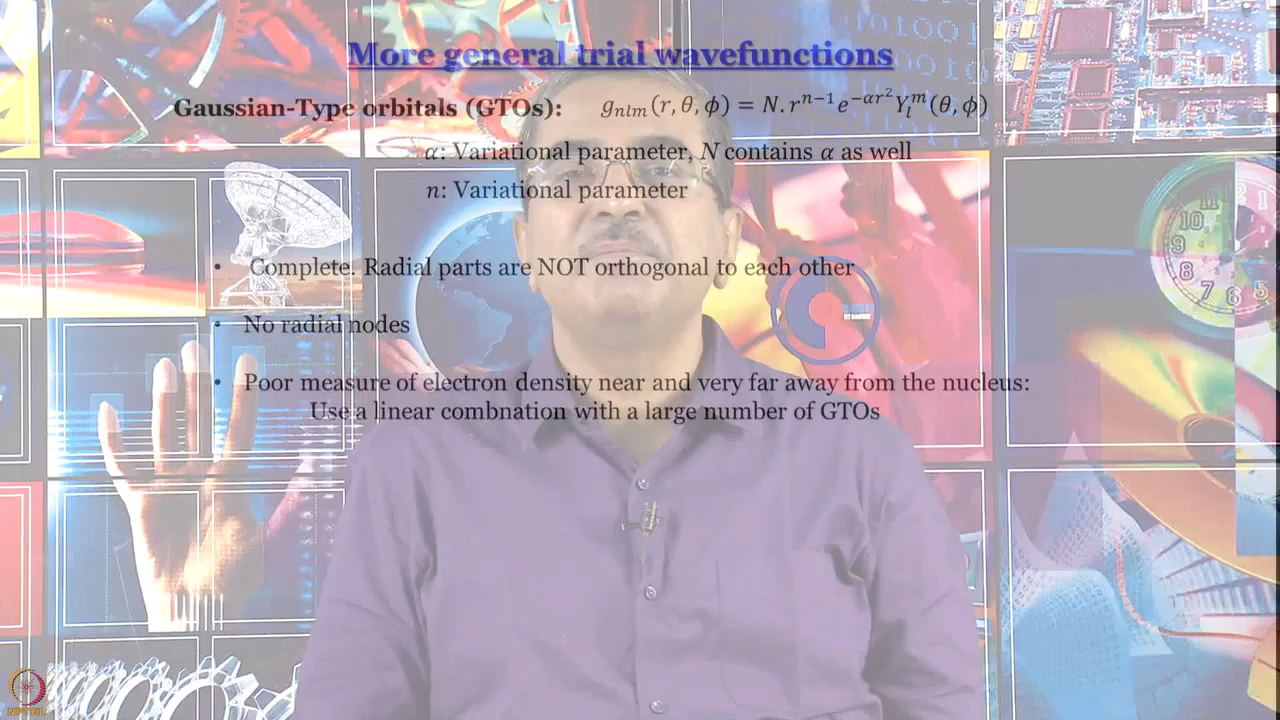 More general trial wavefunctions
Gaussian-Type orbitals (GTOs): $g_{nlm}(r, \theta, \phi) = N.r^{n-1}e^{-\alpha r^2}Y_l^m(\theta, \phi)$
α: Variational parameter, N contains α as well
n: Variational parameter
• Complete. Radial parts are NOT orthogonal to each other
• No radial nodes
• Poor measure of electron density near and very far away from the nucleus:
Use a linear combnation with a large number of GTOs
NPTEL